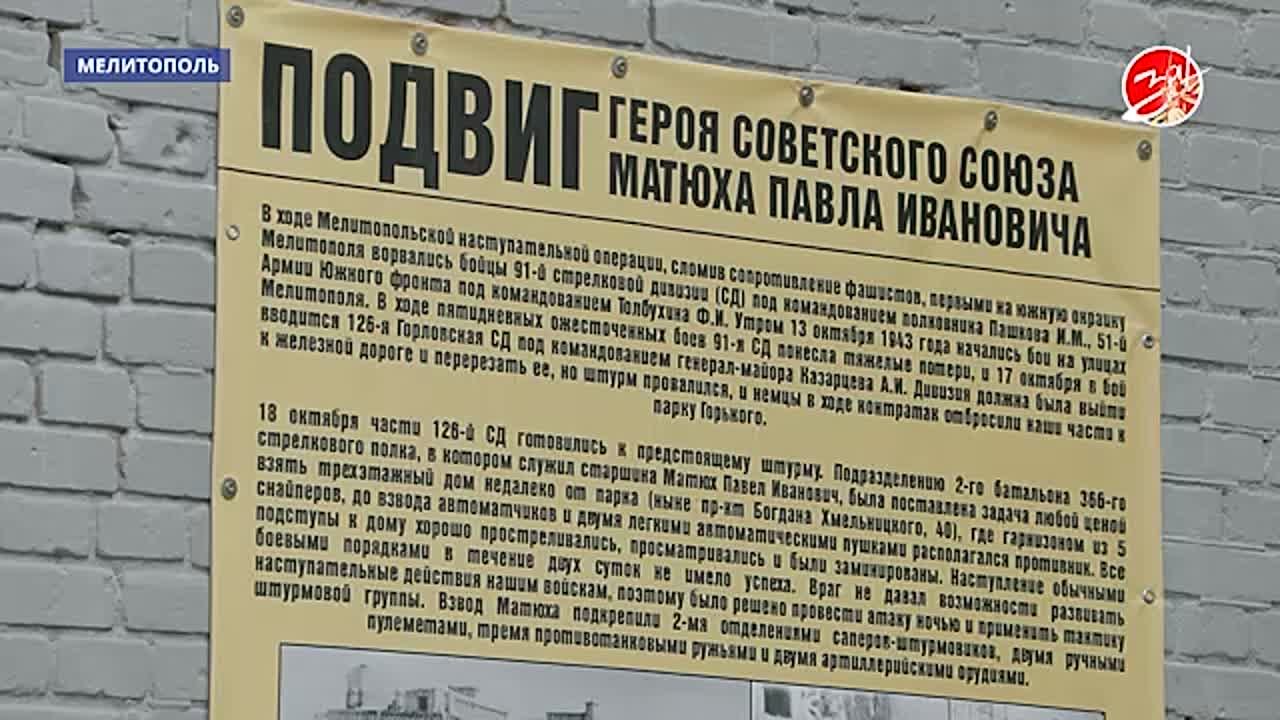 МЕЛИТОПОЛЬ
ПОДВИГ
ГЕРОЯ СОВЕТСКОГО СОЮЗА
МАТЮХА ПАВЛА ИВАНОВИЧА
В ходе Мелитопольской наступательной операции, сломив сопротивление фашистов, первыми на южную окраину
Мелитополя ворвались бойцы 91-й стрелковой дивизии (СД) под командованием полковника Пашкова И.М., 51-й
Армии Южного фронта под командованием Толбухина Ф.И. Утром 13 октября 1943 года начались бои на улицах
Мелитополя. В ходе пятидневных ожесточенных боев 91-я СД понесла тяжелые потери, и 17 октября в бой
вводится 126-я Горловская СД под командованием генерал-майора Казарцева А.И. Дивизия должна была выйти
к железной дороге и перерезать ее, но штурм провалился, и немцы в ходе контратак отбросили наши части к
парку Горького.
18 октября части 126-й СД готовились к предстоящему штурму. Подразделению 2-го батальона 366-го
стрелкового полка, в котором служил старшина Матюх Павел Иванович, была поставлена задача любой ценой
взять трехэтажный дом недалеко от парка (ныне пр-кт Богдана Хмельницкого, 40), где гарнизоном из 5
снайперов, до взвода автоматчиков и двумя легкими автоматическими пушками располагался противник. Все
подступы к дому хорошо простреливались, просматривались и были заминированы. Наступление обычными
боевыми порядками в течение двух суток не имело успеха. Враг не давал возможности развивать
наступательные действия нашим войскам, поэтому было решено провести атаку ночью и применить тактику
штурмовой группы. Взвод Матюха подкрепили 2-мя отделениями саперов-штурмовиков, двумя ручными
пулеметами, тремя противотанковыми ружьями и двумя артиллерийскими орудиями.